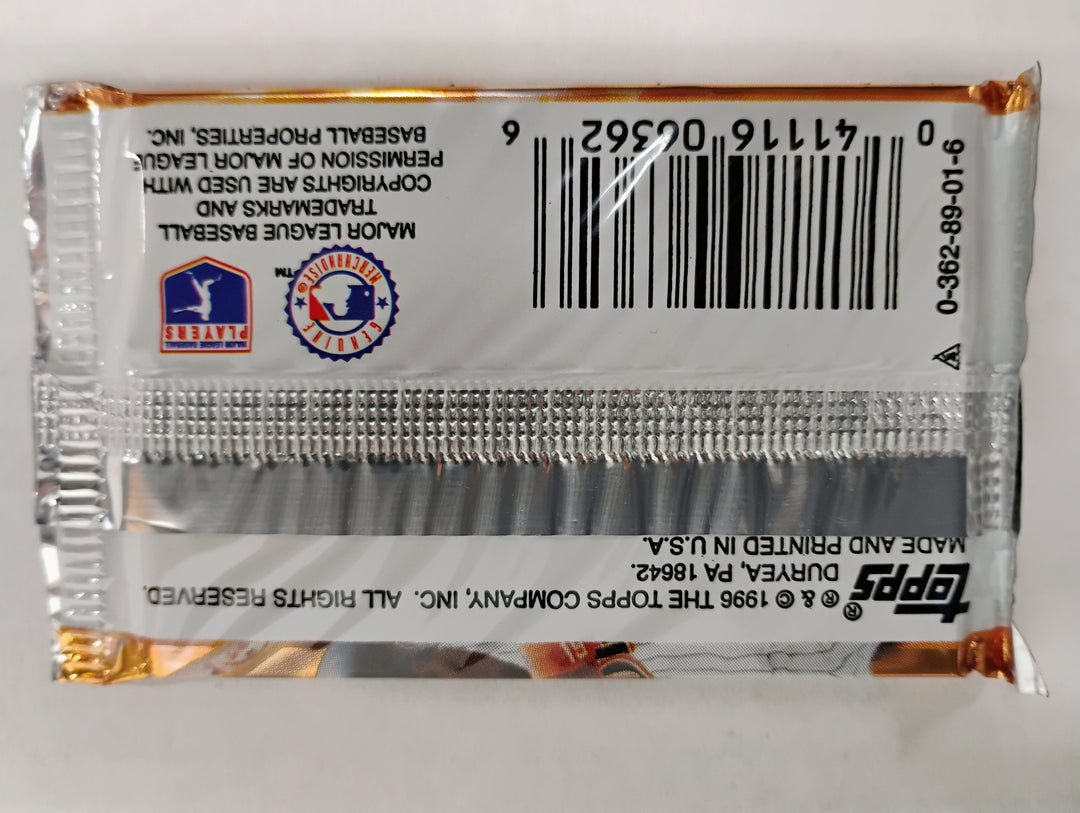 ® & © 1996 THE TOPPS COMPANY, INC. ALL RIGHTS RESERVED.
topps®
DURYEA, PA 18642.
MADE AND PRINTED IN U.S.A.
0-362-89-01-6
GENUINE
MERCHANDISE®
TM
MAJOR LEAGUE BASEBALL
PLAYERS
MAJOR LEAGUE BASEBALL
TRADEMARKS AND
COPYRIGHTS ARE USED WITH
PERMISSION OF MAJOR LEAGUE
BASEBALL PROPERTIES, INC.
0 41116 06362 6